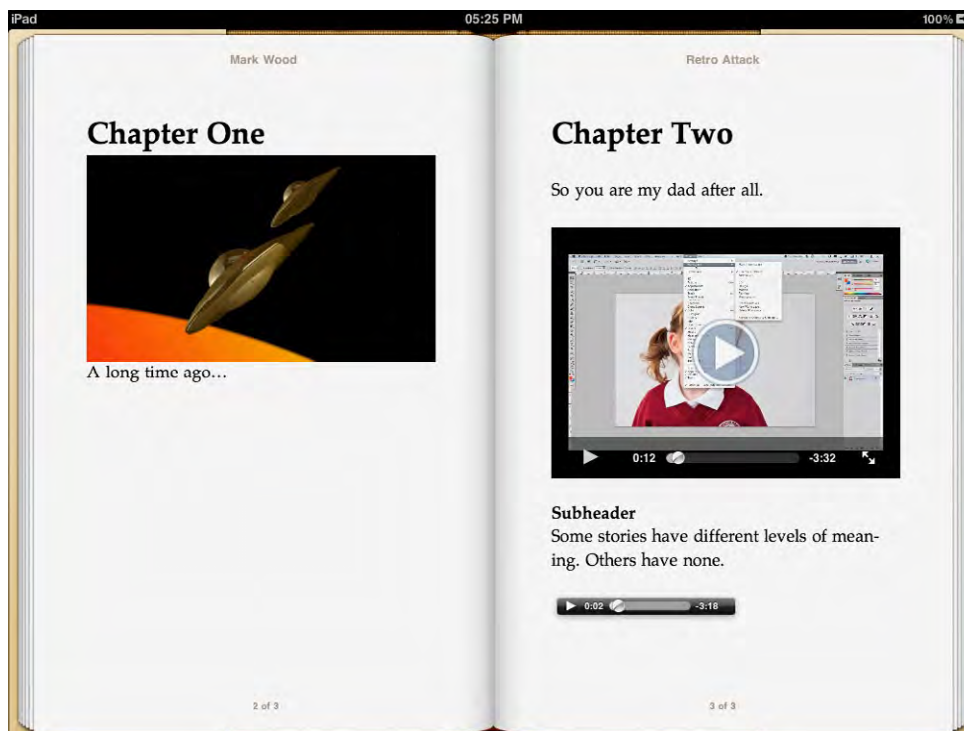 iPad
05:25 PM
100%
Mark Wood
Chapter One
A long time ago...
2 of 3
Retro Attack
Chapter Two
So you are my dad after all.
0:12
-3:32
Subheader
Some stories have different levels of mean-
ing. Others have none.
0:02
-3:18
3 of 3